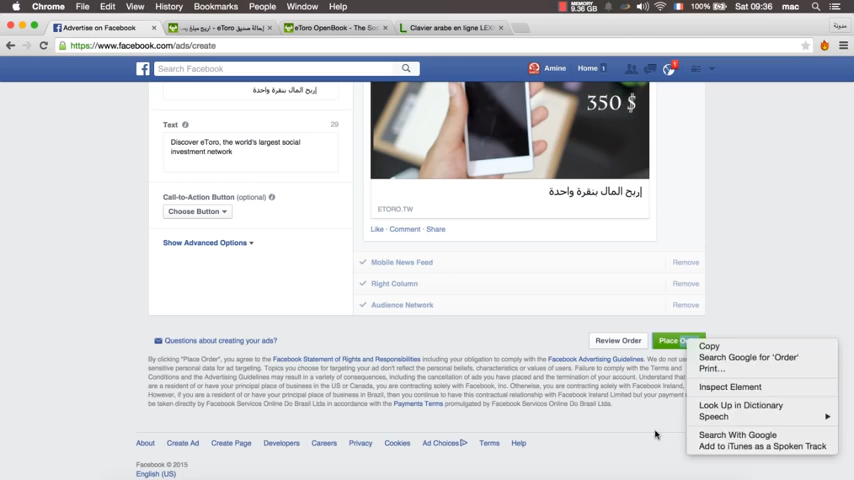 Chrome File Edit View History Bookmarks People Window Help
MEMORY
9.36 GB
100%
Sat 09:36 mac
Advertise on Facebook
إحالة صديق eToro - اربح مبلغ
eToro OpenBook - The So
Clavier arabe en ligne LEX
مدونة
https://www.facebook.com/ads/create
Search Facebook
Amine Home 1
1
إربح المال بنقرة واحدة
Text 29
Discover eToro, the world's largest social
investment network
Call-to-Action Button (optional)
Choose Button
Show Advanced Options
350 $
إربح المال بنقرة واحدة
ETORO.TW
Like · Comment · Share
Mobile News Feed Remove
Right Column Remove
Audience Network Remove
Questions about creating your ads?
Review Order
Place Order
By clicking "Place Order", you agree to the Facebook Statement of Rights and Responsibilities including your obligation to comply with the Facebook Advertising Guidelines. We do not use
sensitive personal data for ad targeting. Topics you choose for targeting your ad don't reflect the personal beliefs, characteristics or values of users. Failure to comply with the Terms and
Conditions and the Advertising Guidelines may result in a variety of consequences, including the cancellation of ads you have placed and termination of your account. Understand that
are a resident of or have your principal place of business in the US or Canada, you are contracting solely with Facebook, Inc. Otherwise, you are contracting solely with Facebook Ireland,
However, if you are a resident of or have your principal place of business in Brazil, then you continue to have this contractual relationship with Facebook Ireland Limited but your payment
be taken directly by Facebook Services Online Do Brasil Ltda in accordance with the Payments Terms promulgated by Facebook Services Online Do Brasil Ltda.
Copy
Search Google for 'Order'
Print...
Inspect Element
Look Up in Dictionary
Speech
Search With Google
Add to iTunes as a Spoken Track
About Create Ad Create Page Developers Careers Privacy Cookies Ad Choices Terms Help
Facebook © 2015
English (US)